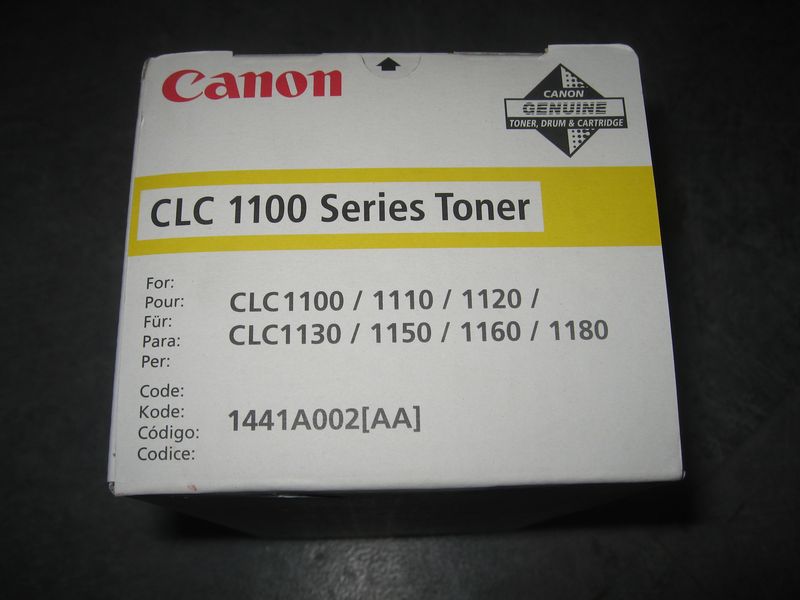 Canon
CANON
GENUINE
TONER, DRUM & CARTRIDGE
CLC 1100 Series Toner
For:
Pour:
Für:
Para:
Per:
CLC1100 / 1110 / 1120 /
CLC1130 / 1150 / 1160 / 1180
Code:
Kode:
Código:
Codice:
1441A002[AA]